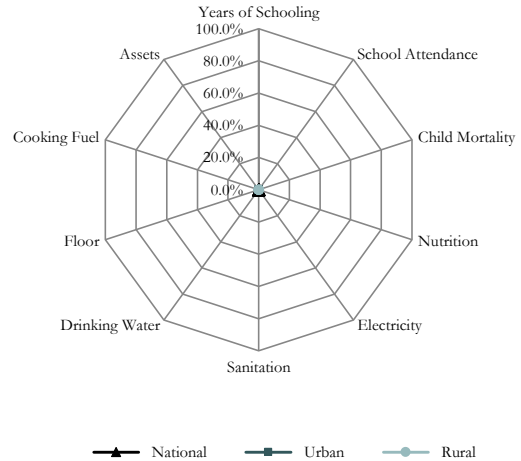 Years of Schooling
100.0%
Assets
School Attendance
80.0%
60.0%
40.0%
Cooking Fuel
Child Mortality
20.0%
0.0%
Floor
Nutrition
Drinking Water
Electricity
Sanitation
National Urban Rural